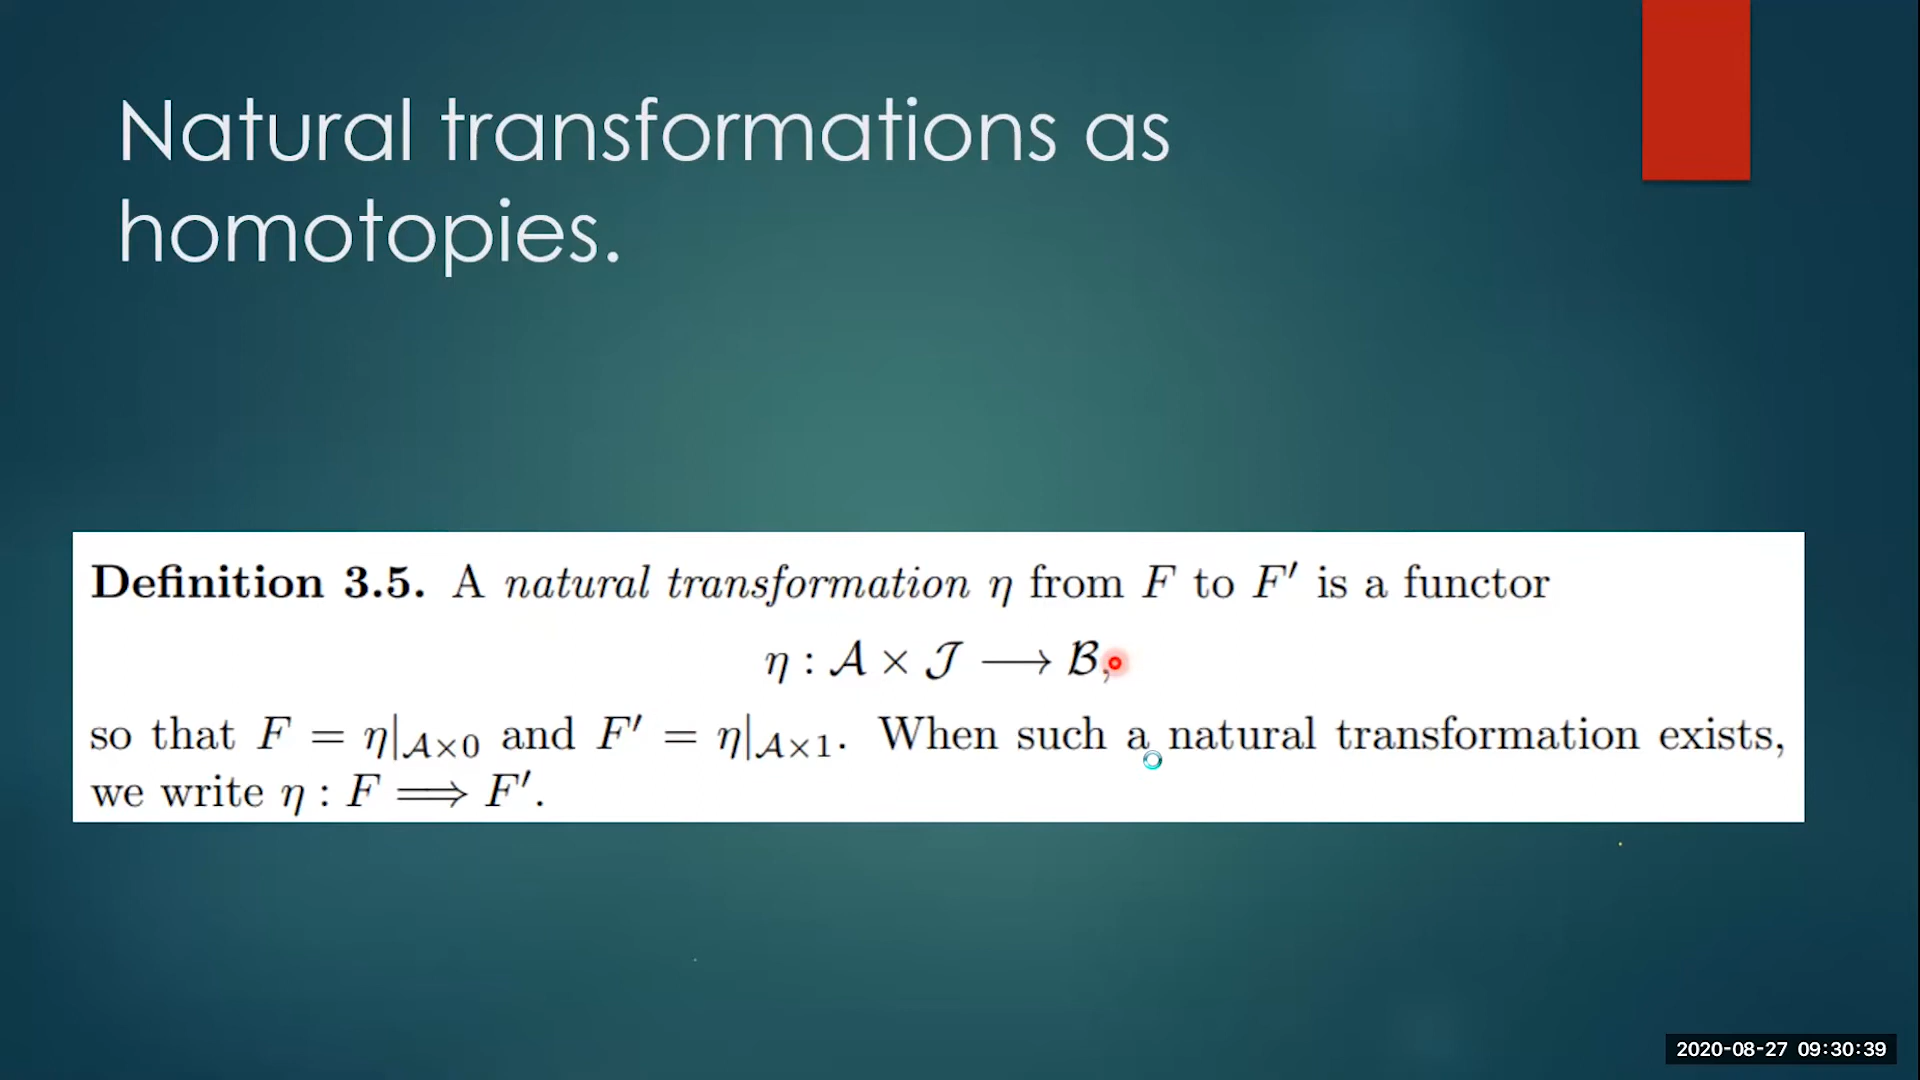 Natural transformations as
homotopies.
Definition 3.5. A natural transformation η from F to F′ is a functor
η : 𝒜 × 𝒥 ⟶ ℬ,
so that F = η|𝒜×0 and F′ = η|𝒜×1. When such a natural transformation exists,
we write η : F ⟹ F′.
2020-08-27 09:30:39